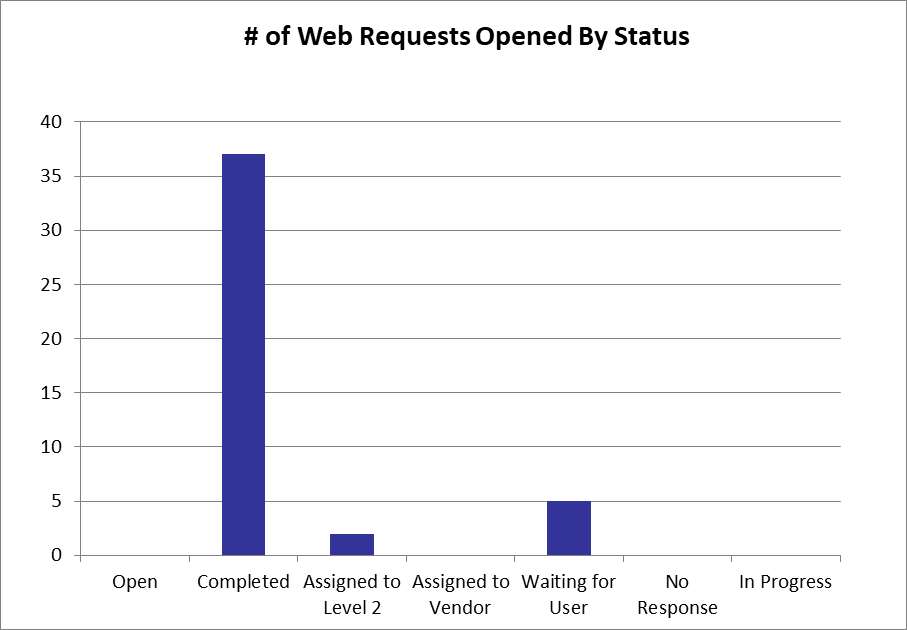 # of Web Requests Opened By Status
40
35
30
25
20
15
10
5
0
Open
Completed
Assigned to
Level 2
Assigned to
Vendor
Waiting for
User
No
Response
In Progress